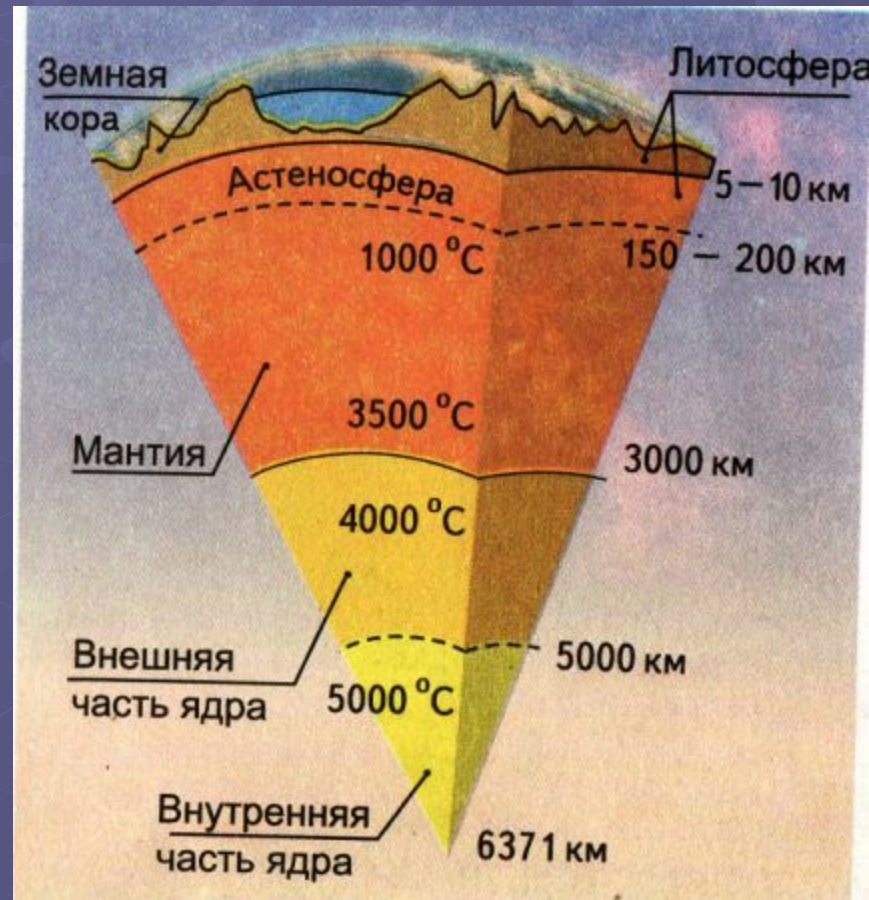 Земная
кора
Литосфера
Астеносфера
5–10 км
1000 °С
150 – 200 км
3500 °С
Мантия
3000 км
4000 °С
Внешняя
часть ядра
5000 км
5000 °С
Внутренняя
часть ядра
6371 км